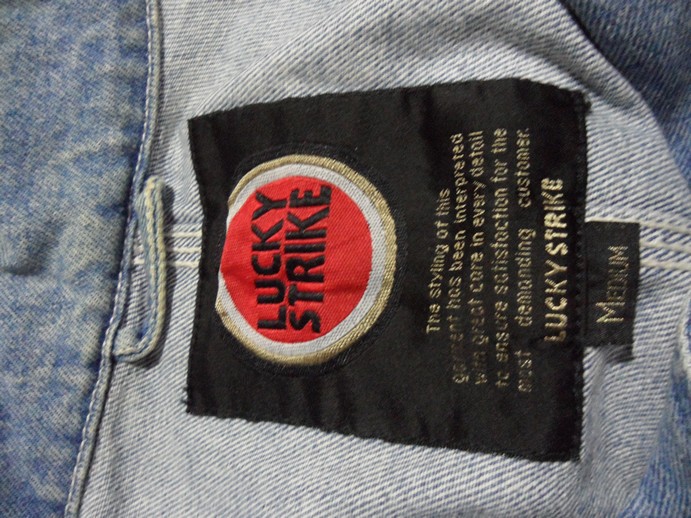 LUCKY
STRIKE
The styling of this
garment has been interpreted
with great care in every detail
to ensure satisfaction for the
most demanding customer.
LUCKY STRIKE
MEDIUM